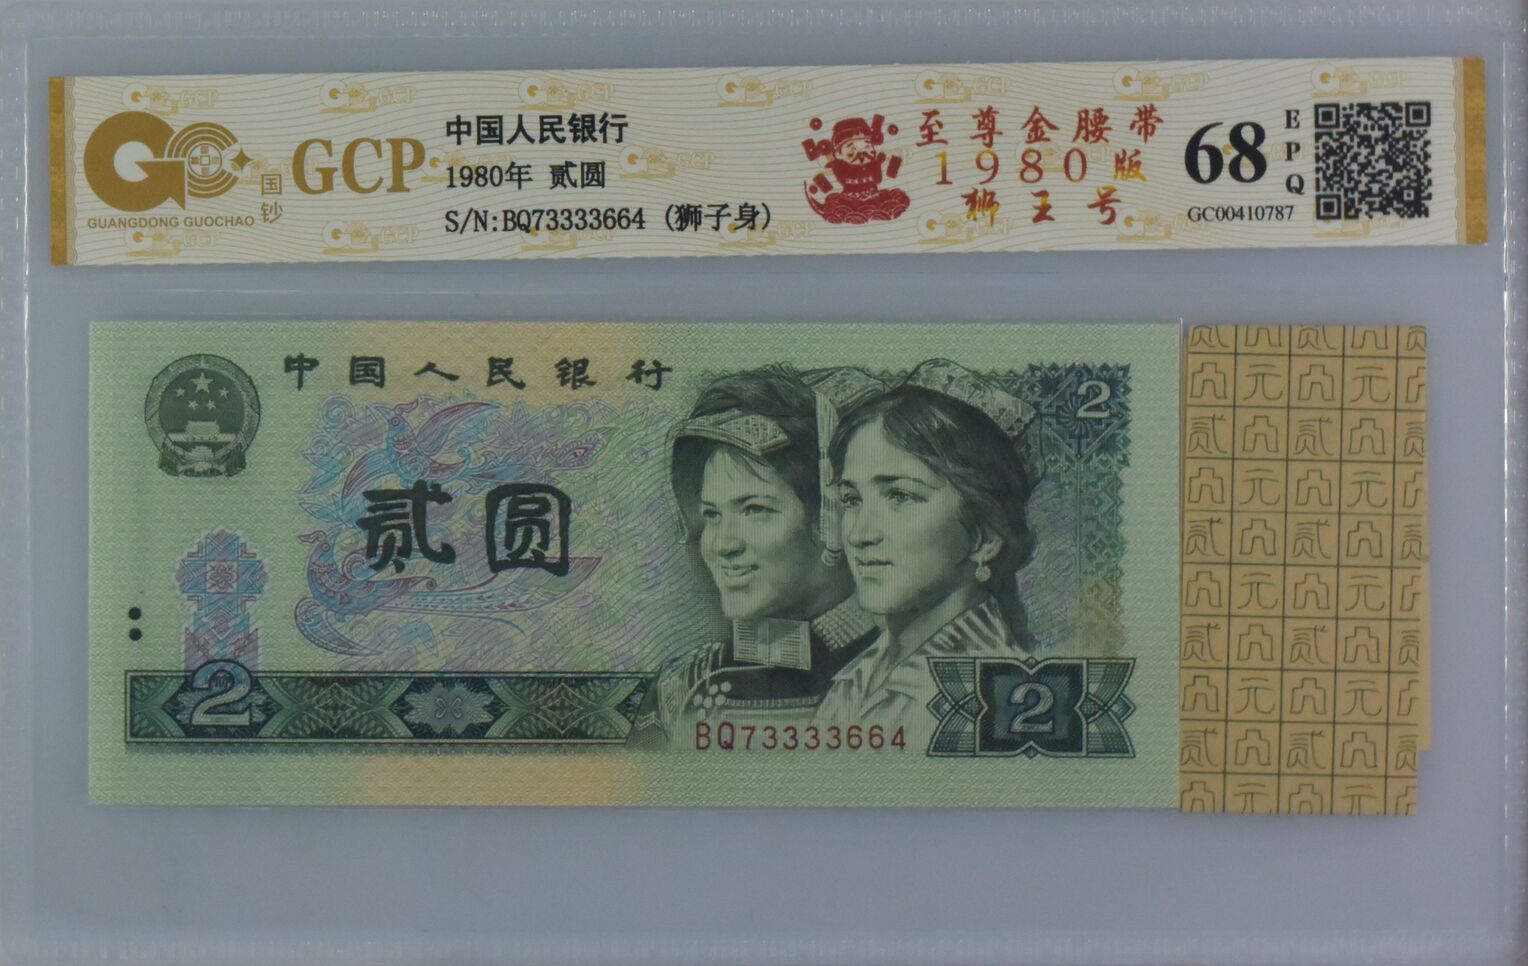 GCP
国钞
GUANGDONG GUOCHAO
中国人民银行
1980年 贰圆
S/N:BQ73333664 (狮子身)
至尊金腰带
1980版
狮王号
68
EPQ
GC00410787
中国人民银行
2
贰圆
2
BQ73333664
2